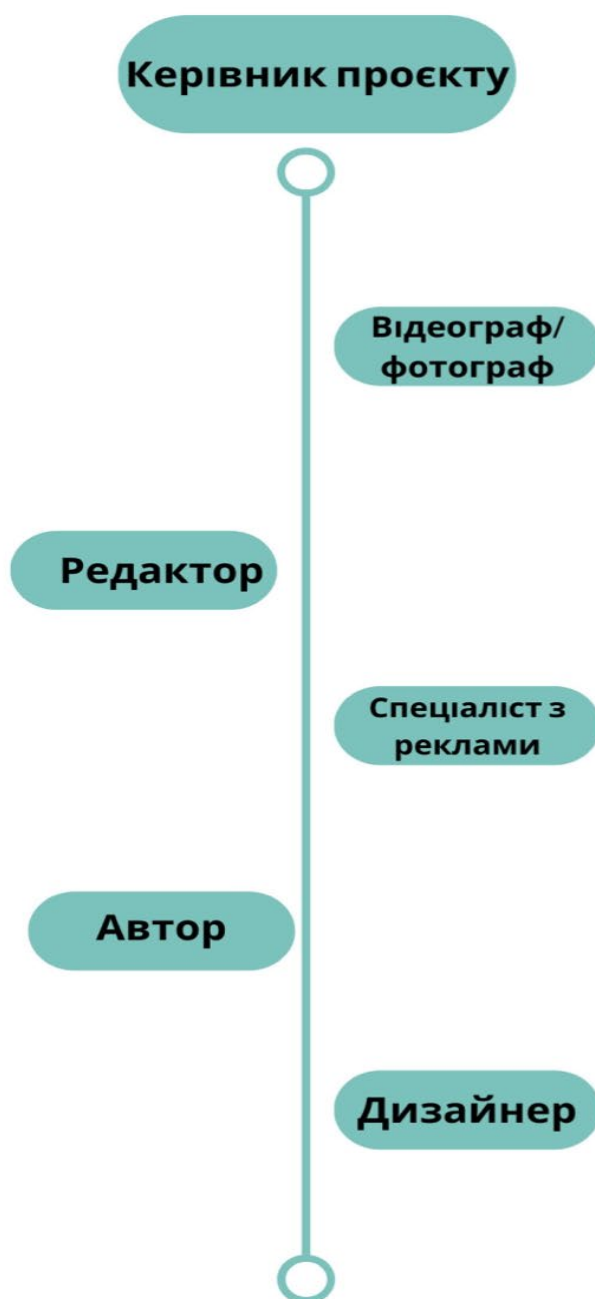 Керівник проєкту
Відеограф/
фотограф
Редактор
Спеціаліст з
реклами
Автор
Дизайнер